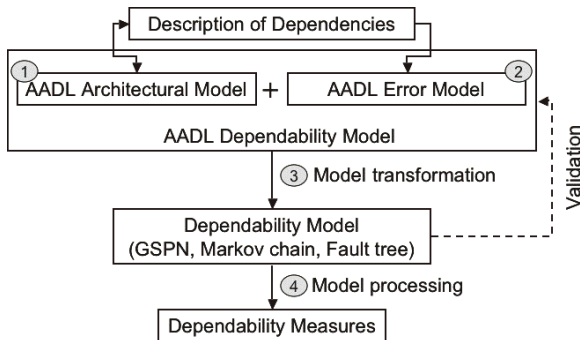 Description of Dependencies
1
2
AADL Architectural Model + AADL Error Model
AADL Dependability Model
3 Model transformation
Validation
Dependability Model
(GSPN, Markov chain, Fault tree)
4 Model processing
Dependability Measures